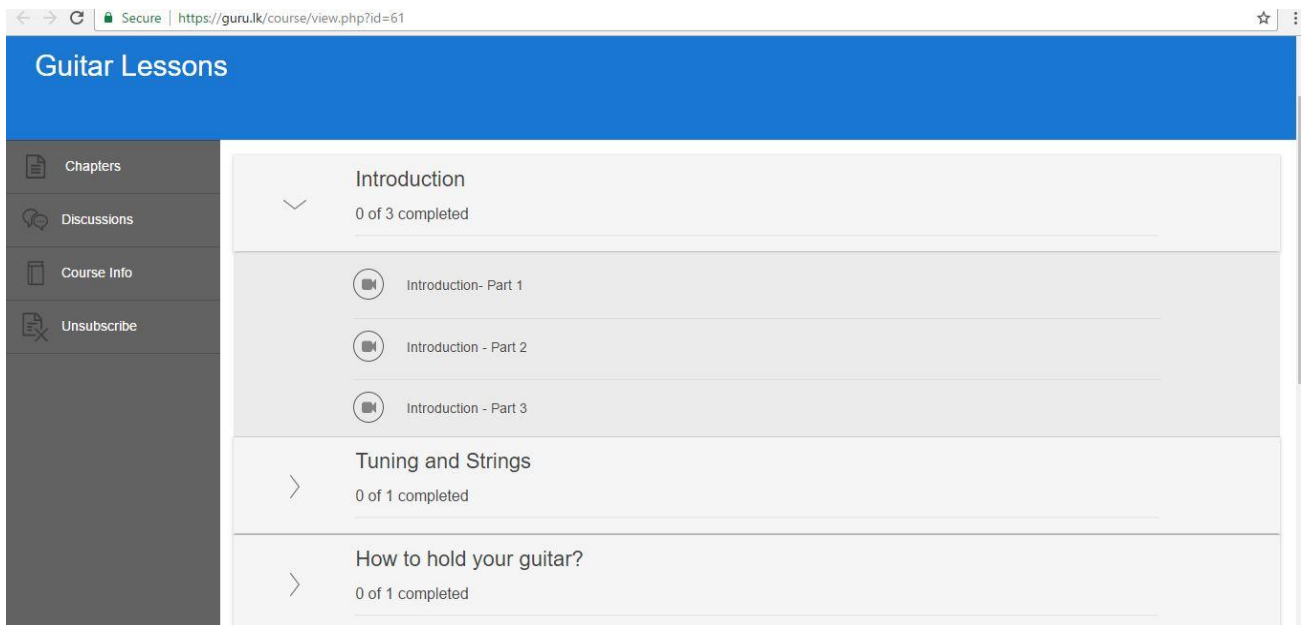 Secure | https://guru.lk/course/view.php?id=61
Guitar Lessons
Chapters
Discussions
Course Info
Unsubscribe
Introduction
0 of 3 completed
Introduction- Part 1
Introduction - Part 2
Introduction - Part 3
Tuning and Strings
0 of 1 completed
How to hold your guitar?
0 of 1 completed